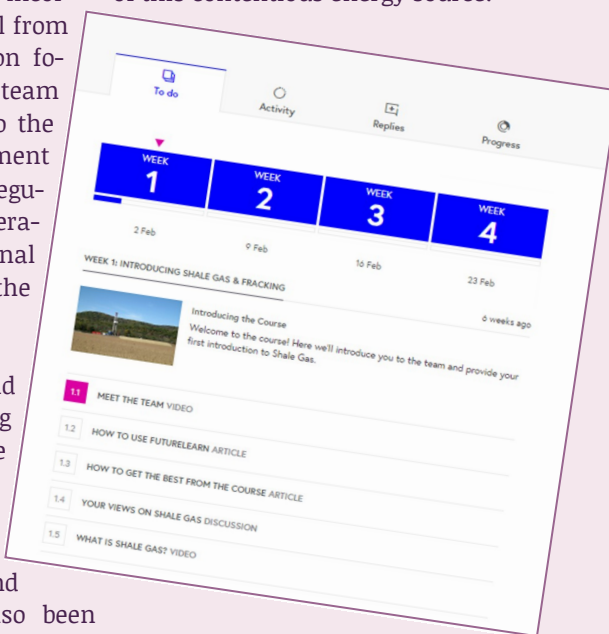 of this contentious energy source.
from
on fo-
team
the
ment
egu-
era-
nal
the
nd
so been
To do
Activity
Replies
Progress
WEEK
1
WEEK
2
WEEK
3
WEEK
4
2 Feb
9 Feb
16 Feb
23 Feb
WEEK 1: INTRODUCING SHALE GAS & FRACKING
6 weeks ago
Introducing the Course
Welcome to the course! Here we'll introduce you to the team and provide your
first introduction to Shale Gas.
1.1 MEET THE TEAM VIDEO
1.2 HOW TO USE FUTURELEARN ARTICLE
1.3 HOW TO GET THE BEST FROM THE COURSE ARTICLE
1.4 YOUR VIEWS ON SHALE GAS DISCUSSION
1.5 WHAT IS SHALE GAS? VIDEO